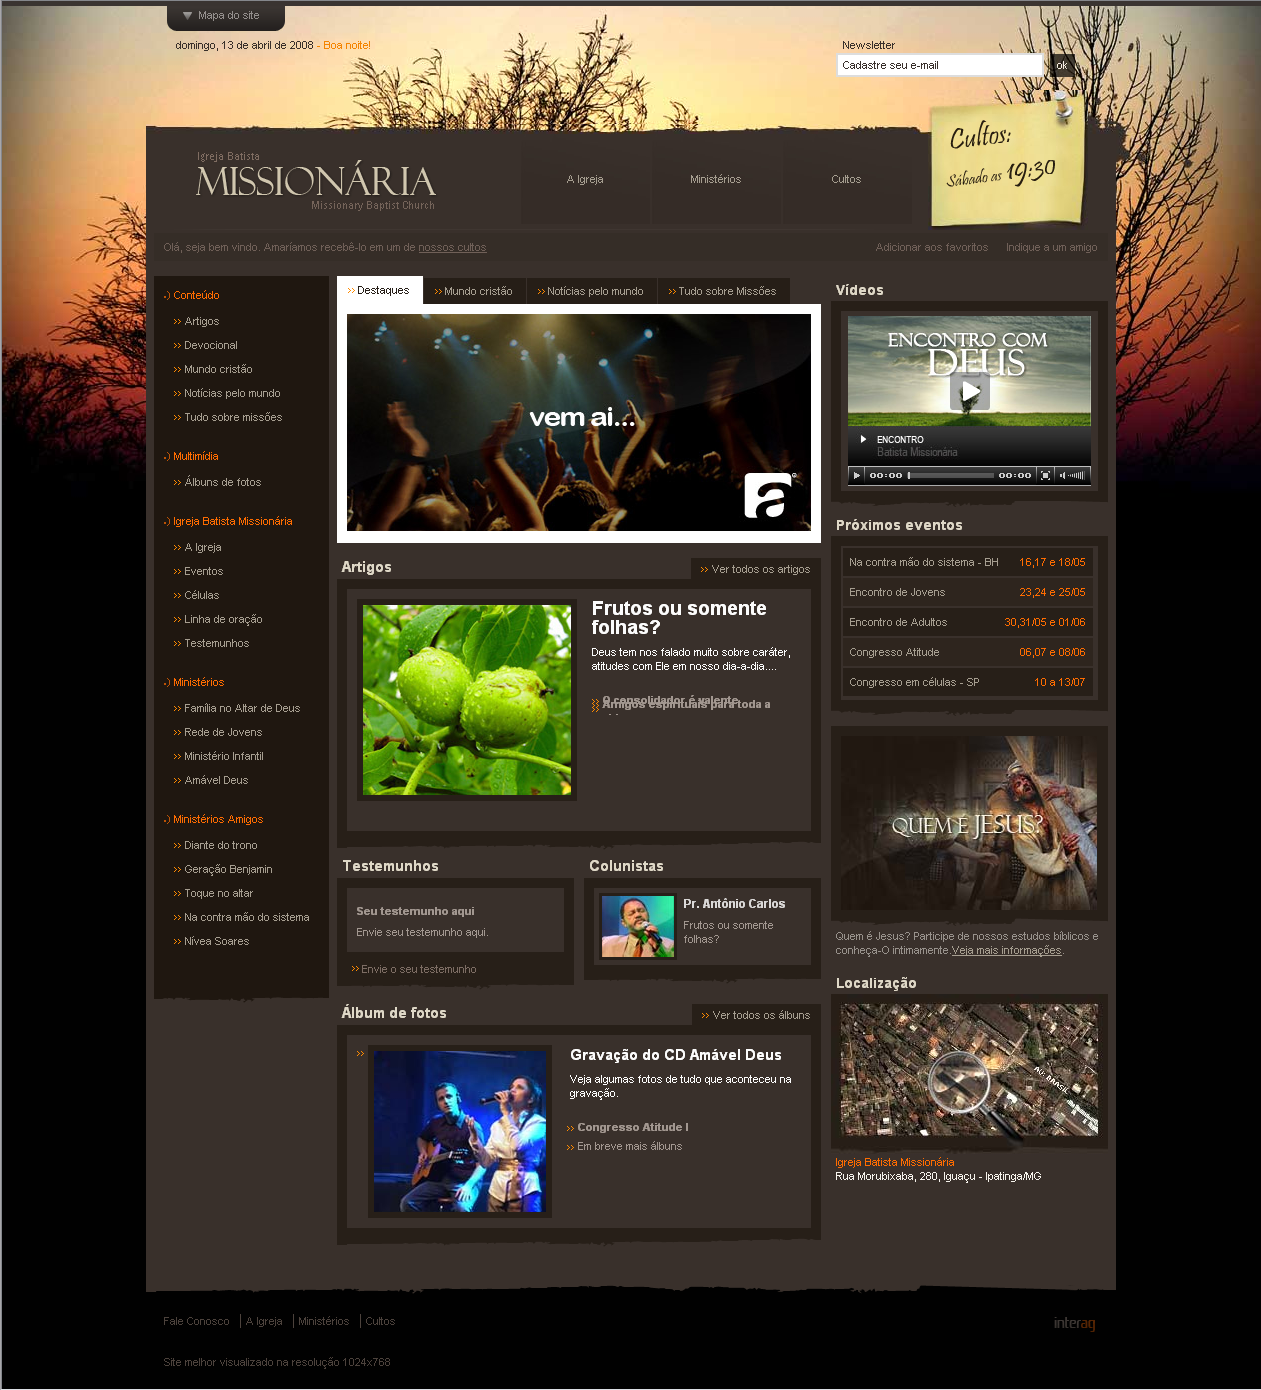 Mapa do site
domingo, 13 de abril de 2008 - Boa noite!
Newsletter
Cadastre seu e-mail
ok
Cultos:
Sábado as 19:30
Igreja Batista
MISSIONÁRIA
Missionary Baptist Church
A Igreja
Ministérios
Cultos
Olá, seja bem vindo. Amaríamos recebê-lo em um de nossos cultos
Adicionar aos favoritos
Indique a um amigo
Conteúdo
>> Artigos
>> Devocional
>> Mundo cristão
>> Notícias pelo mundo
>> Tudo sobre missões
Multimídia
>> Álbuns de fotos
Igreja Batista Missionária
>> A Igreja
>> Eventos
>> Células
>> Linha de oração
>> Testemunhos
Ministérios
>> Família no Altar de Deus
>> Rede de Jovens
>> Ministério Infantil
>> Amável Deus
Ministérios Amigos
>> Diante do trono
>> Geração Benjamin
>> Toque no altar
>> Na contra mão do sistema
>> Nívea Soares
>> Destaques
>> Mundo cristão
>> Notícias pelo mundo
>> Tudo sobre Missões
vem ai...
Artigos
>> Ver todos os artigos
Frutos ou somente
folhas?
Deus tem nos falado muito sobre caráter,
atitudes com Ele em nosso dia-a-dia....
>> O consolidador é valente
>> Amigos espirituais para toda a
Testemunhos
Seu testemunho aqui
Envie seu testemunho aqui.
>> Envie o seu testemunho
Colunistas
Pr. Antônio Carlos
Frutos ou somente
folhas?
Álbum de fotos
>> Ver todos os álbuns
>>
Gravação do CD Amável Deus
Veja algumas fotos de tudo que aconteceu na
gravação.
>> Congresso Atitude I
>> Em breve mais álbuns
Vídeos
ENCONTRO COM
DEUS
ENCONTRO
Batista Missionária
00:00
00:00
Próximos eventos
Na contra mão do sistema - BH 16,17 e 18/05
Encontro de Jovens 23,24 e 25/05
Encontro de Adultos 30,31/05 e 01/06
Congresso Atitude 06,07 e 08/06
Congresso em células - SP 10 a 13/07
QUEM É JESUS?
Quem é Jesus? Participe de nossos estudos bíblicos e
conheça-O intimamente.Veja mais informações.
Localização
AV. BRASIL
Igreja Batista Missionária
Rua Morubixaba, 280, Iguaçu - Ipatinga/MG
Fale Conosco | A Igreja | Ministérios | Cultos
interag
Site melhor visualizado na resolução 1024x768